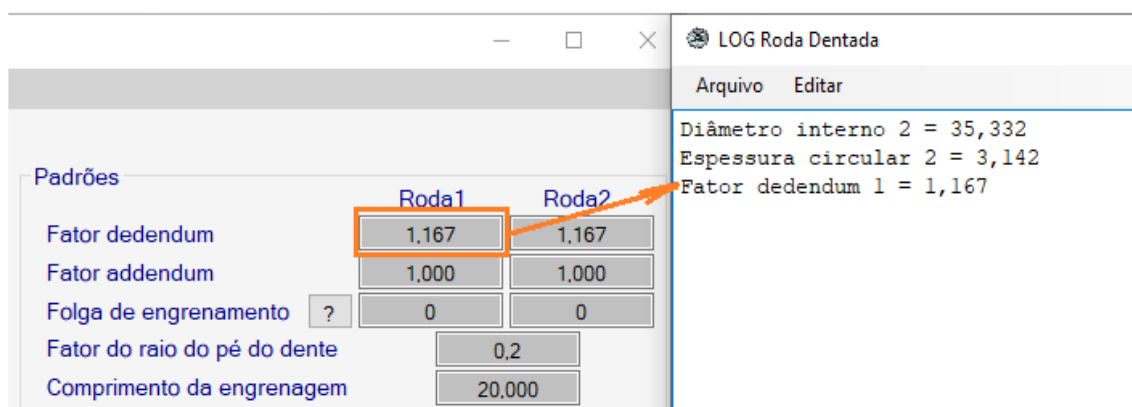 Padrões
Roda1 Roda2
Fator dedendum 1,167 1,167
Fator addendum 1,000 1,000
Folga de engrenamento ? 0 0
Fator do raio do pé do dente 0,2
Comprimento da engrenagem 20,000
LOG Roda Dentada
Arquivo Editar
Diâmetro interno 2 = 35,332
Espessura circular 2 = 3,142
Fator dedendum 1 = 1,167